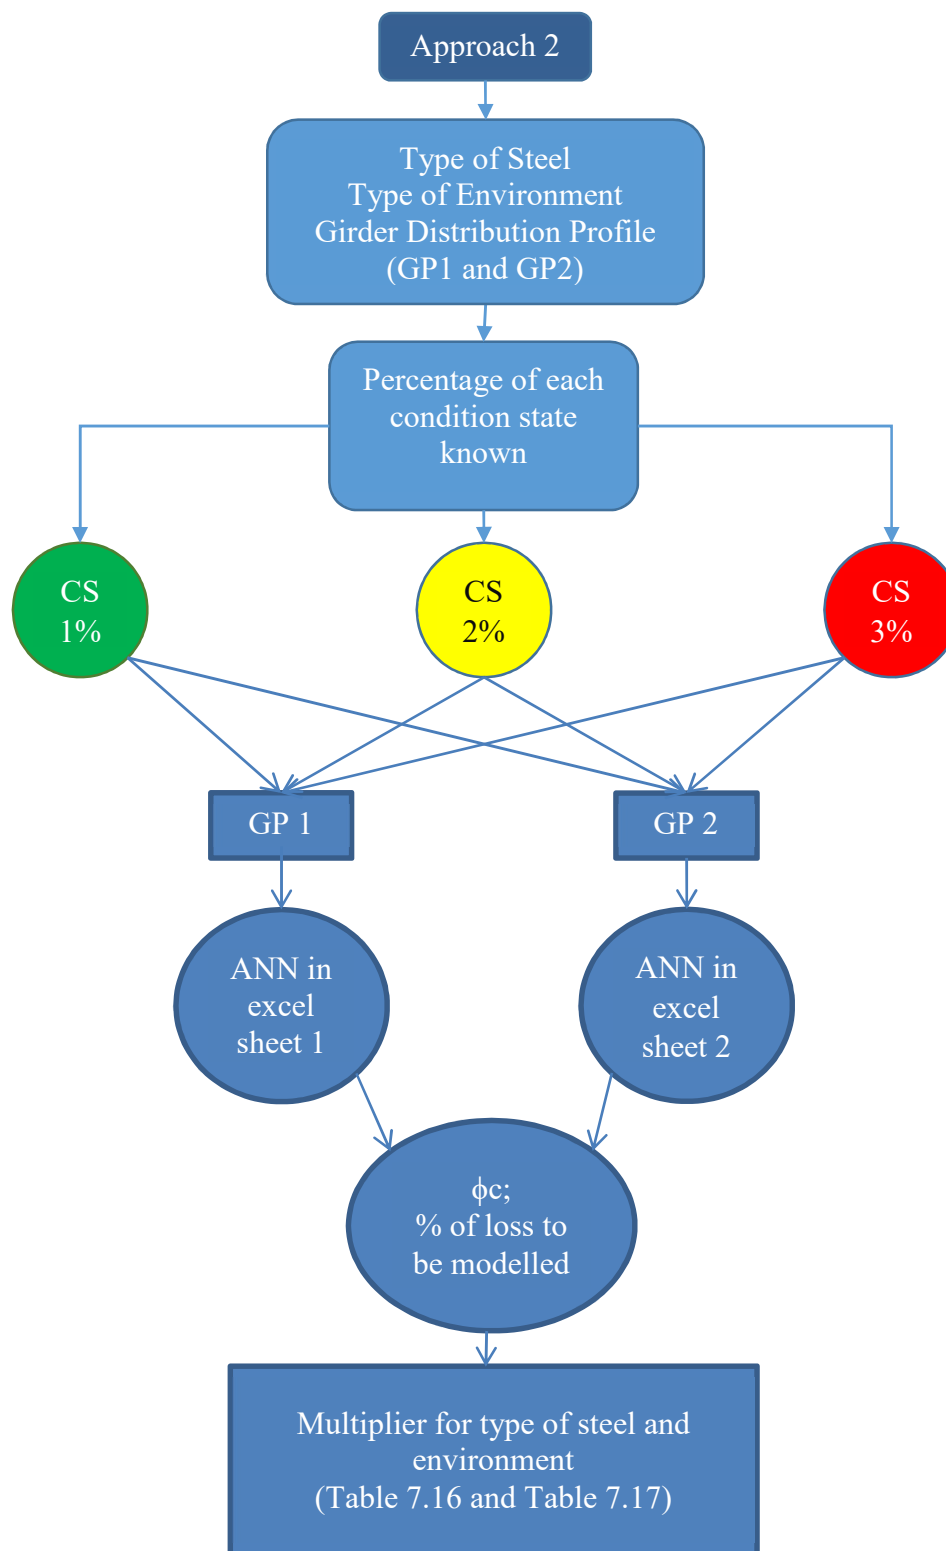 Approach 2
Type of Steel
Type of Environment
Girder Distribution Profile
(GP1 and GP2)
Percentage of each
condition state
known
CS
1%
CS
2%
CS
3%
GP 1
GP 2
ANN in
excel
sheet 1
ANN in
excel
sheet 2
ϕc;
% of loss to
be modelled
Multiplier for type of steel and
environment
(Table 7.16 and Table 7.17)